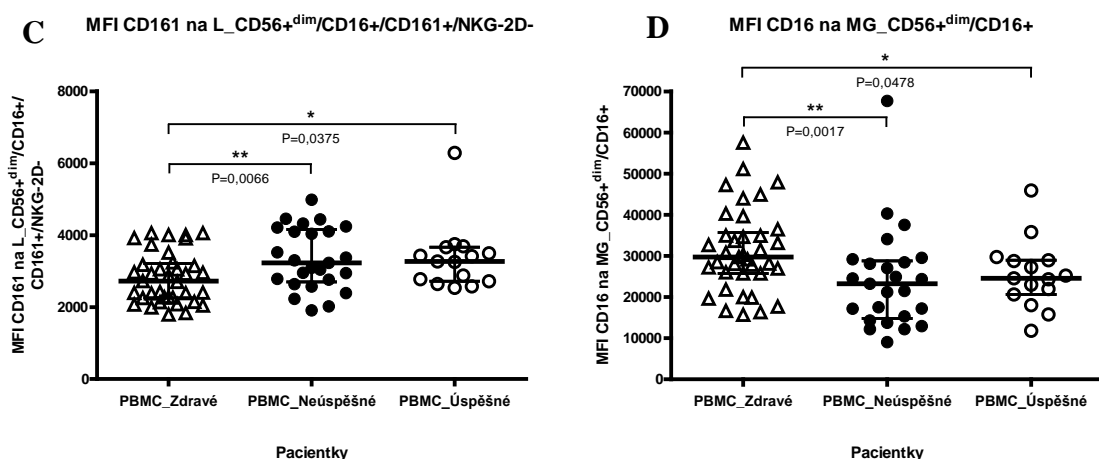 C
MFI CD161 na L_CD56+dim/CD16+/CD161+/NKG-2D-
MFI CD161 na L_CD56+dim/CD16+/
CD161+/NKG-2D-
8000
6000
4000
2000
0
*
P=0,0375
**
P=0,0066
PBMC_Zdravé PBMC_Neúspěšné PBMC_Úspěšné
Pacientky
D
MFI CD16 na MG_CD56+dim/CD16+
MFI CD16 na MG_CD56+dim/CD16+
70000
60000
50000
40000
30000
20000
10000
0
*
P=0,0478
**
P=0,0017
PBMC_Zdravé PBMC_Neúspěšné PBMC_Úspěšné
Pacientky